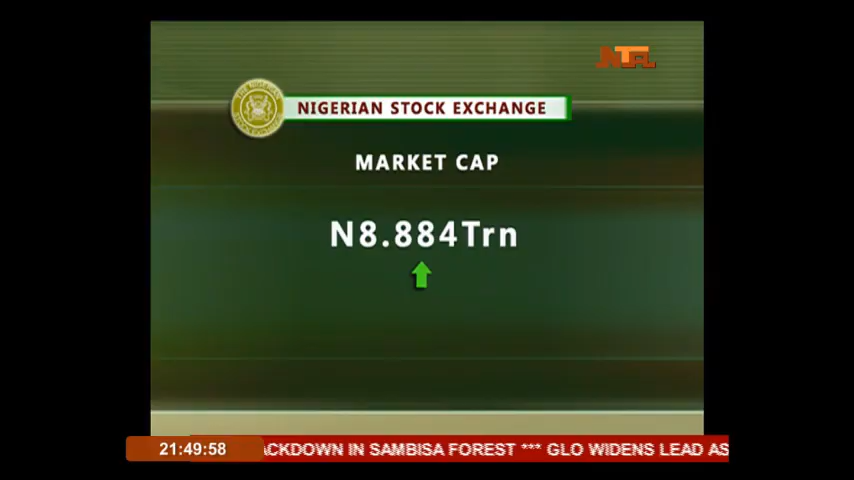 NTA
NIGERIAN STOCK EXCHANGE
MARKET CAP
N8.884Trn
21:49:58 ACKDOWN IN SAMBISA FOREST *** GLO WIDENS LEAD AS